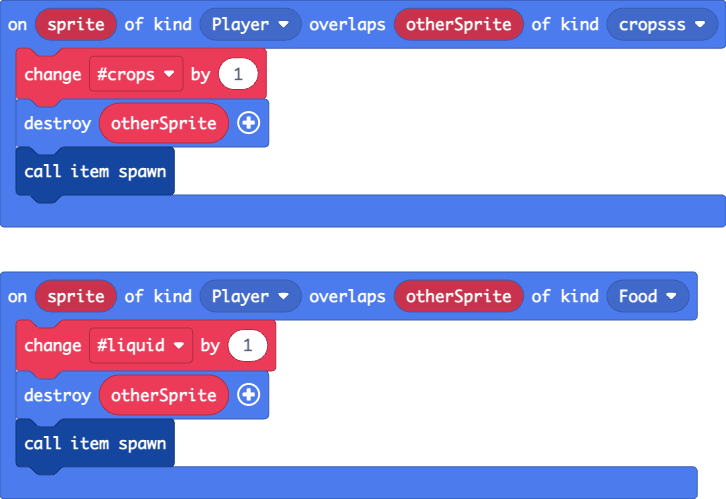 on sprite of kind Player overlaps otherSprite of kind cropsss
change #crops by 1
destroy otherSprite
call item spawn
on sprite of kind Player overlaps otherSprite of kind Food
change #liquid by 1
destroy otherSprite
call item spawn